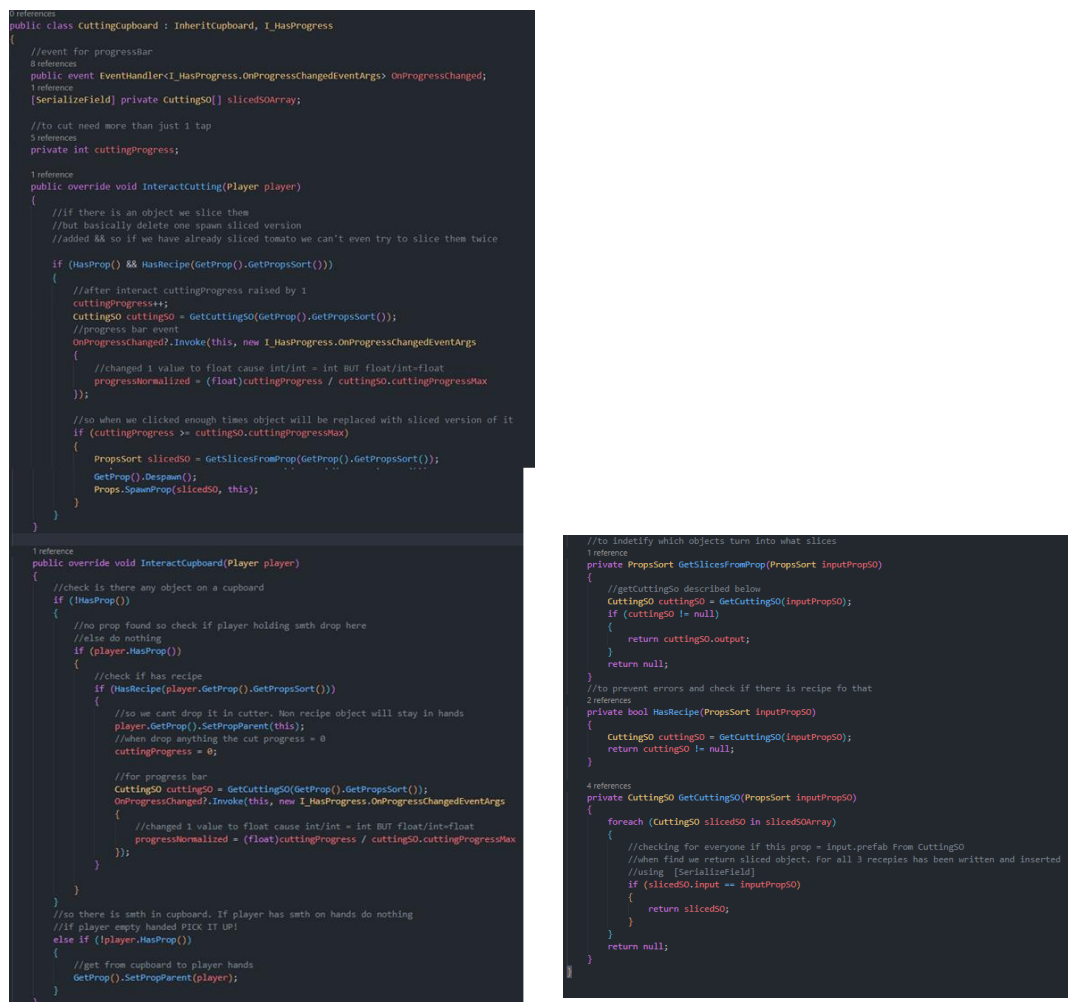 0 references
public class CuttingCupboard : InheritCupboard, I_HasProgress
{
//event for progressBar
8 references
public event EventHandler<I_HasProgress.OnProgressChangedEventArgs> OnProgressChanged;
1 reference
[SerializeField] private CuttingSO[] slicedSOArray;
//to cut need more than just 1 tap
5 references
private int cuttingProgress;
1 reference
public override void InteractCutting(Player player)
{
//if there is an object we slice them
//but basically delete one spawn sliced version
//added && so if we have already sliced tomato we can't even try to slice them twice
if (HasProp() && HasRecipe(GetProp().GetPropsSort()))
{
//after interact cuttingProgress raised by 1
cuttingProgress++;
CuttingSO cuttingSO = GetCuttingSO(GetProp().GetPropsSort());
//progress bar event
OnProgressChanged?.Invoke(this, new I_HasProgress.OnProgressChangedEventArgs
{
//changed 1 value to float cause int/int = int BUT float/int=float
progressNormalized = (float)cuttingProgress / cuttingSO.cuttingProgressMax
});
//so when we clicked enough times object will be replaced with sliced version of it
if (cuttingProgress >= cuttingSO.cuttingProgressMax)
{
PropsSort slicedSO = GetSlicesFromProp(GetProp().GetPropsSort());
GetProp().Despawn();
Props.SpawnProp(slicedSO, this);
}
}
}
1 reference
public override void InteractCupboard(Player player)
{
//check is there any object on a cupboard
if (!HasProp())
{
//no prop found so check if player holding smth drop here
//else do nothing
if (player.HasProp())
{
//check if has recipe
if (HasRecipe(player.GetProp().GetPropsSort()))
{
//so we cant drop it in cutter. Non recipe object will stay in hands
player.GetProp().SetPropParent(this);
//when drop anything the cut progress = 0
cuttingProgress = 0;
//for progress bar
CuttingSO cuttingSO = GetCuttingSO(GetProp().GetPropsSort());
OnProgressChanged?.Invoke(this, new I_HasProgress.OnProgressChangedEventArgs
{
//changed 1 value to float cause int/int = int BUT float/int=float
progressNormalized = (float)cuttingProgress / cuttingSO.cuttingProgressMax
});
}
}
}
//so there is smth in cupboard. If player has smth on hands do nothing
//if player empty handed PICK IT UP!
else if (!player.HasProp())
{
//get from cupboard to player hands
GetProp().SetPropParent(player);
}
}
//to indetify which objects turn into what slices
1 reference
private PropsSort GetSlicesFromProp(PropsSort inputPropSO)
{
//getCuttingSo described below
CuttingSO cuttingSO = GetCuttingSO(inputPropSO);
if (cuttingSO != null)
{
return cuttingSO.output;
}
return null;
}
//to prevent errors and check if there is recipe fo that
2 references
private bool HasRecipe(PropsSort inputPropSO)
{
CuttingSO cuttingSO = GetCuttingSO(inputPropSO);
return cuttingSO != null;
}
4 references
private CuttingSO GetCuttingSO(PropsSort inputPropSO)
{
foreach (CuttingSO slicedSO in slicedSOArray)
{
//checking for everyone if this prop = input.prefab From CuttingSO
//when find we return sliced object. For all 3 recepies has been written and inserted
//using [SerializeField]
if (slicedSO.input == inputPropSO)
{
return slicedSO;
}
}
return null;
}
}